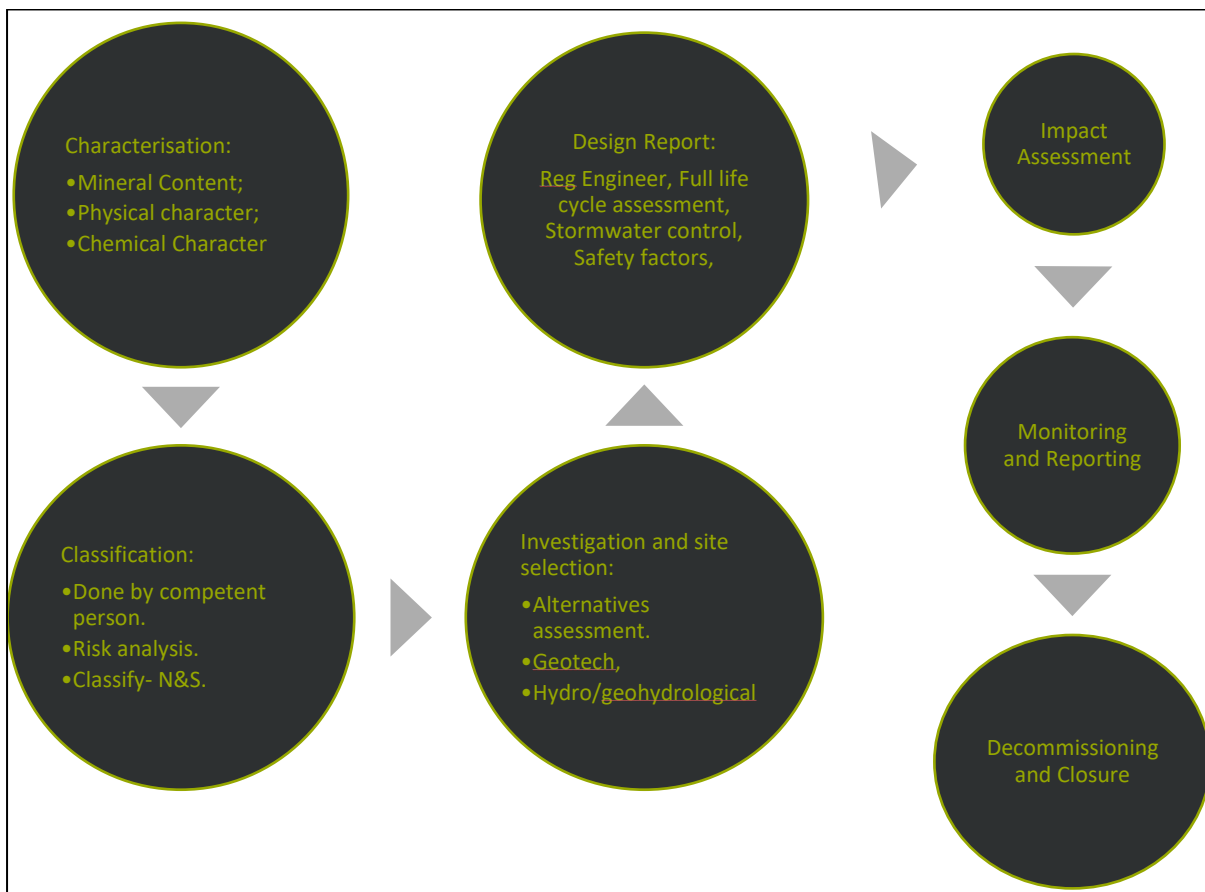 Characterisation:
•Mineral Content;
•Physical character;
•Chemical Character
Classification:
•Done by competent
person.
•Risk analysis.
•Classify- N&S.
Investigation and site
selection:
•Alternatives
assessment.
•Geotech,
•Hydro/geohydrological
Design Report:
Reg Engineer, Full life
cycle assessment,
Stormwater control,
Safety factors,
Impact
Assessment
Monitoring
and Reporting
Decommissioning
and Closure